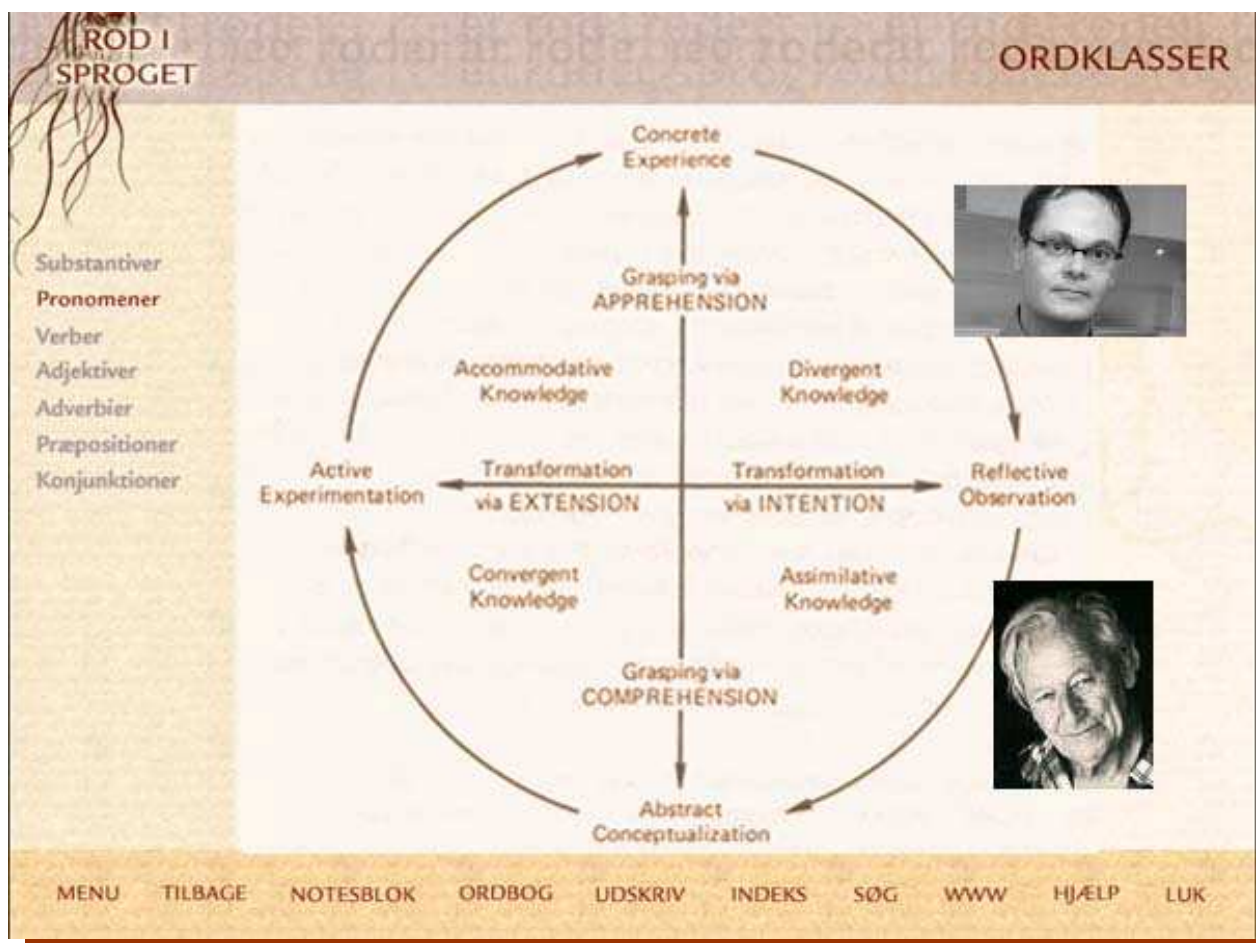 ROD I
SPROGET
ORDKLASSER
Substantiver
Pronomener
Verber
Adjektiver
Adverbier
Præpositioner
Konjunktioner
Concrete
Experience
Grasping via
APPREHENSION
Accommodative
Knowledge
Divergent
Knowledge
Active
Experimentation
Transformation
via EXTENSION
Transformation
via INTENTION
Reflective
Observation
Convergent
Knowledge
Assimilative
Knowledge
Grasping via
COMPREHENSION
Abstract
Conceptualization
MENU TILBAGE NOTESBLOK ORDBOG UDSKRIV INDEKS SØG WWW HJÆLP LUK